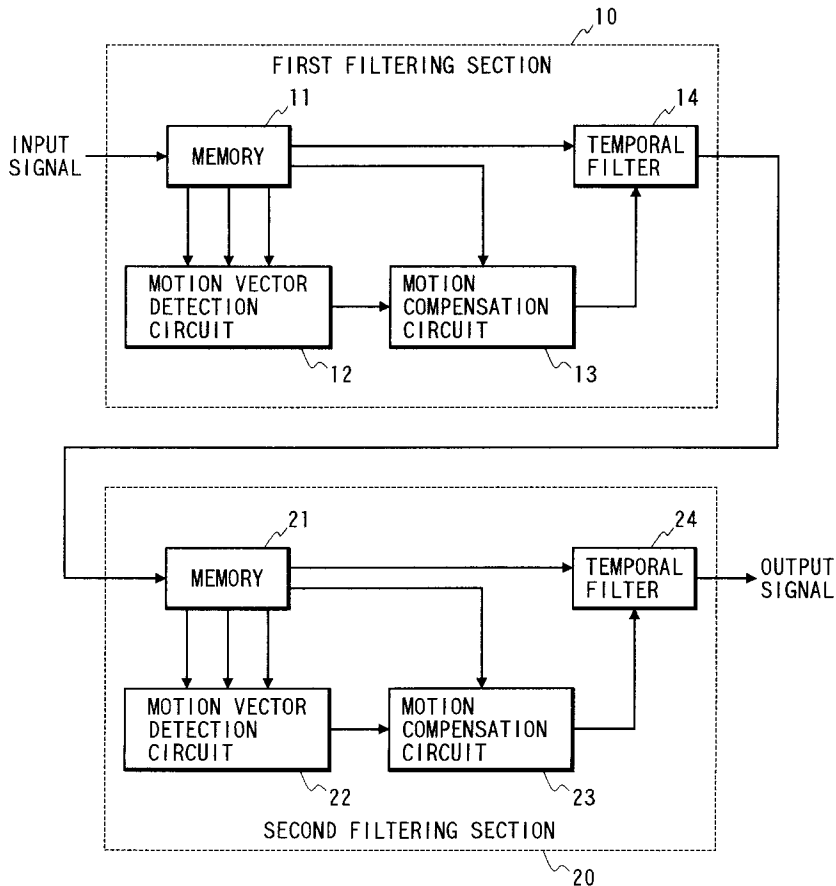 10
FIRST FILTERING SECTION
11
14
INPUT
SIGNAL
MEMORY
TEMPORAL
FILTER
MOTION VECTOR
DETECTION
CIRCUIT
MOTION
COMPENSATION
CIRCUIT
12
13
21
24
MEMORY
TEMPORAL
FILTER
OUTPUT
SIGNAL
MOTION VECTOR
DETECTION
CIRCUIT
MOTION
COMPENSATION
CIRCUIT
22
23
SECOND FILTERING SECTION
20